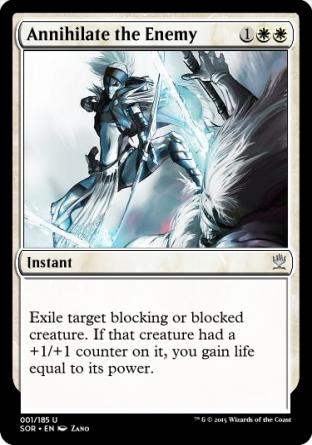 Annihilate the Enemy 1
Instant
Exile target blocking or blocked
creature. If that creature had a
+1/+1 counter on it, you gain life
equal to its power.
001/185 U
SOR • EN ZANO
™ & © 2015 Wizards of the Coast